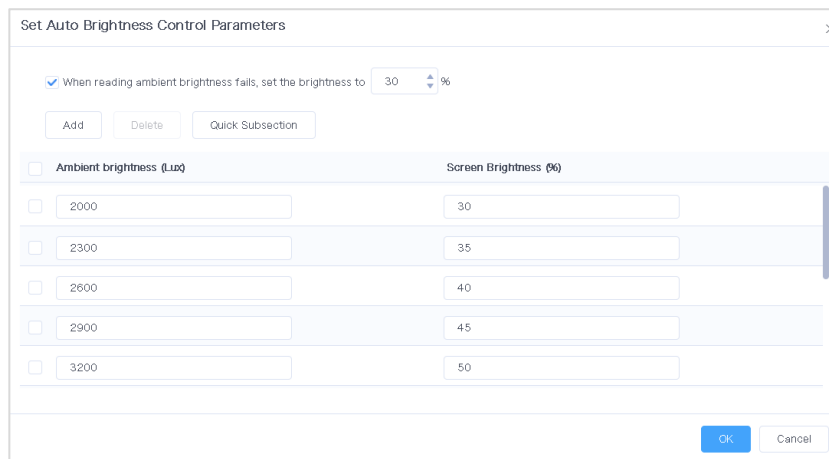 Set Auto Brightness Control Parameters
When reading ambient brightness fails, set the brightness to 30 %
Add Delete Quick Subsection
Ambient brightness (Lux) Screen Brightness (%)
2000 30
2300 35
2600 40
2900 45
3200 50
OK Cancel